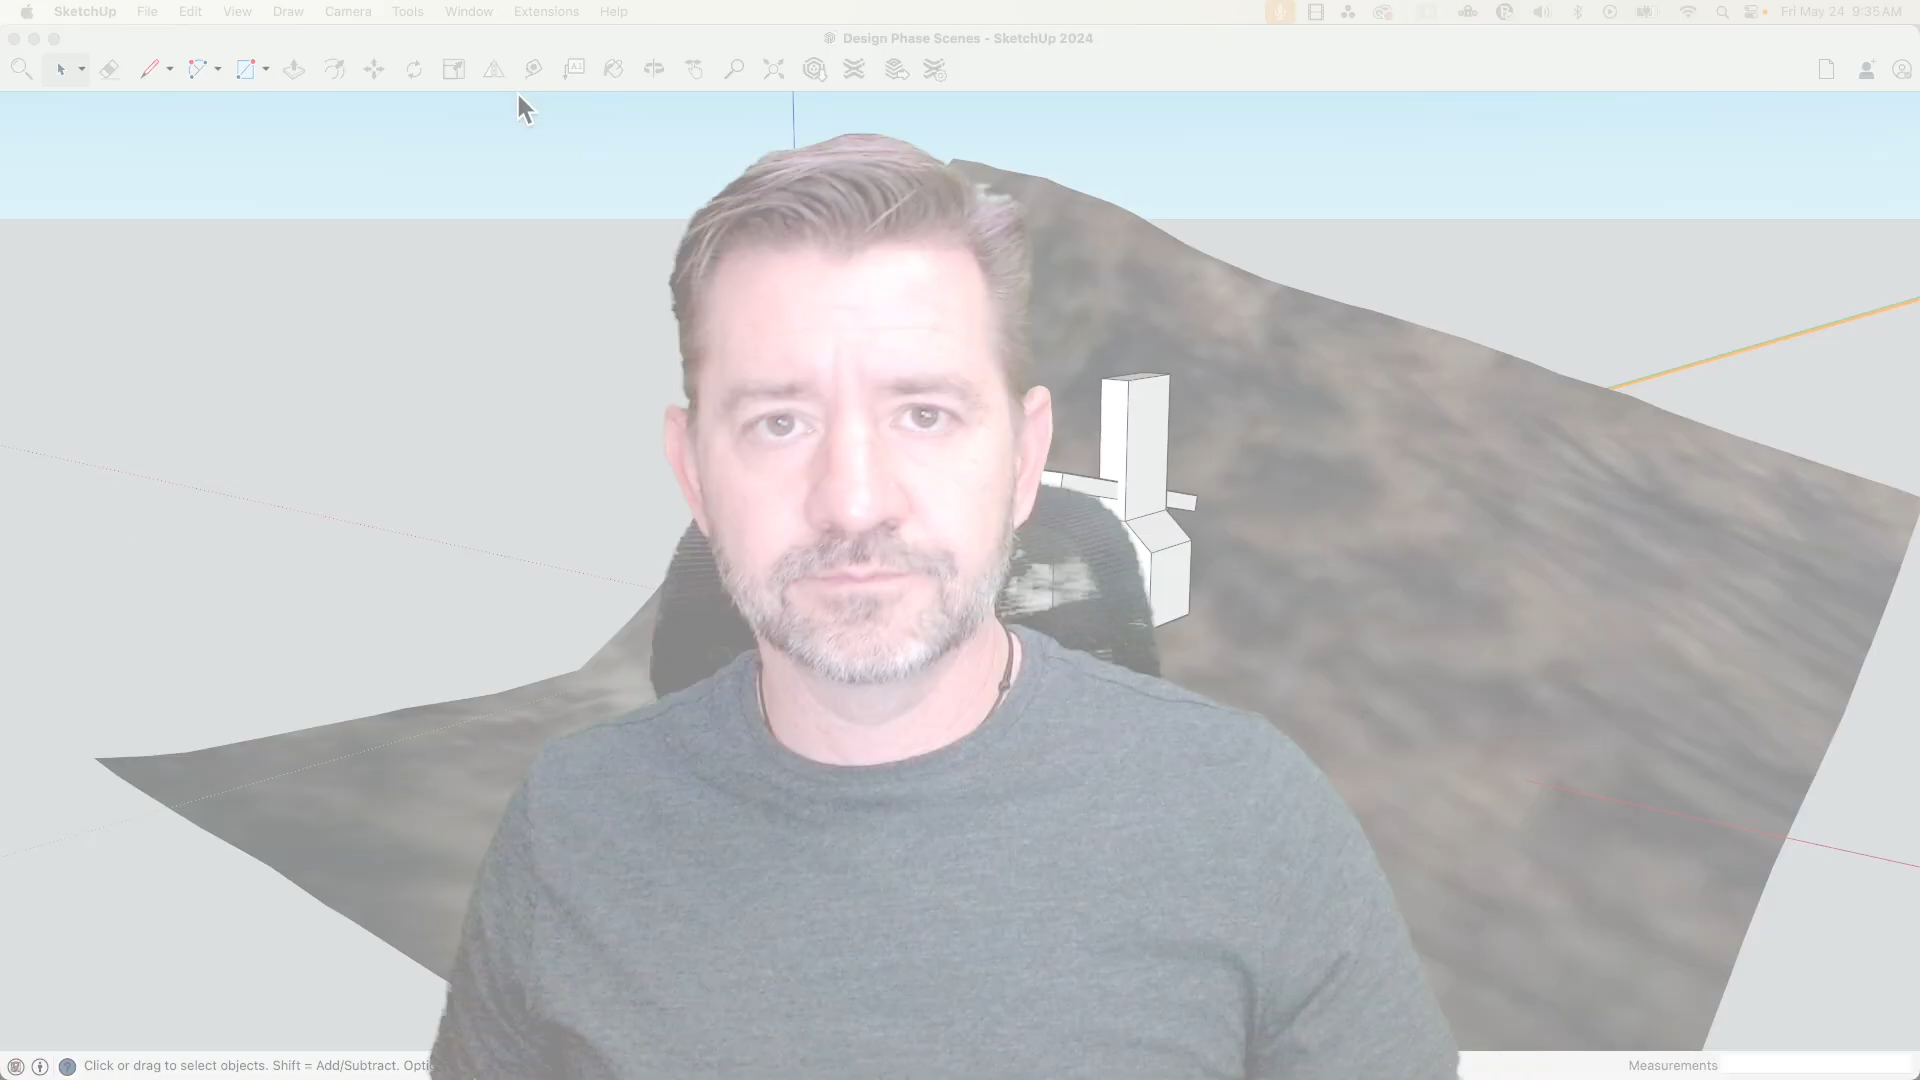 SketchUp File Edit View Draw Camera Tools Window Extensions Help Fri May 24 9:35 AM
Design Phase Scenes - SketchUp 2024
Click or drag to select objects. Shift = Add/Subtract. Opti
Measurements